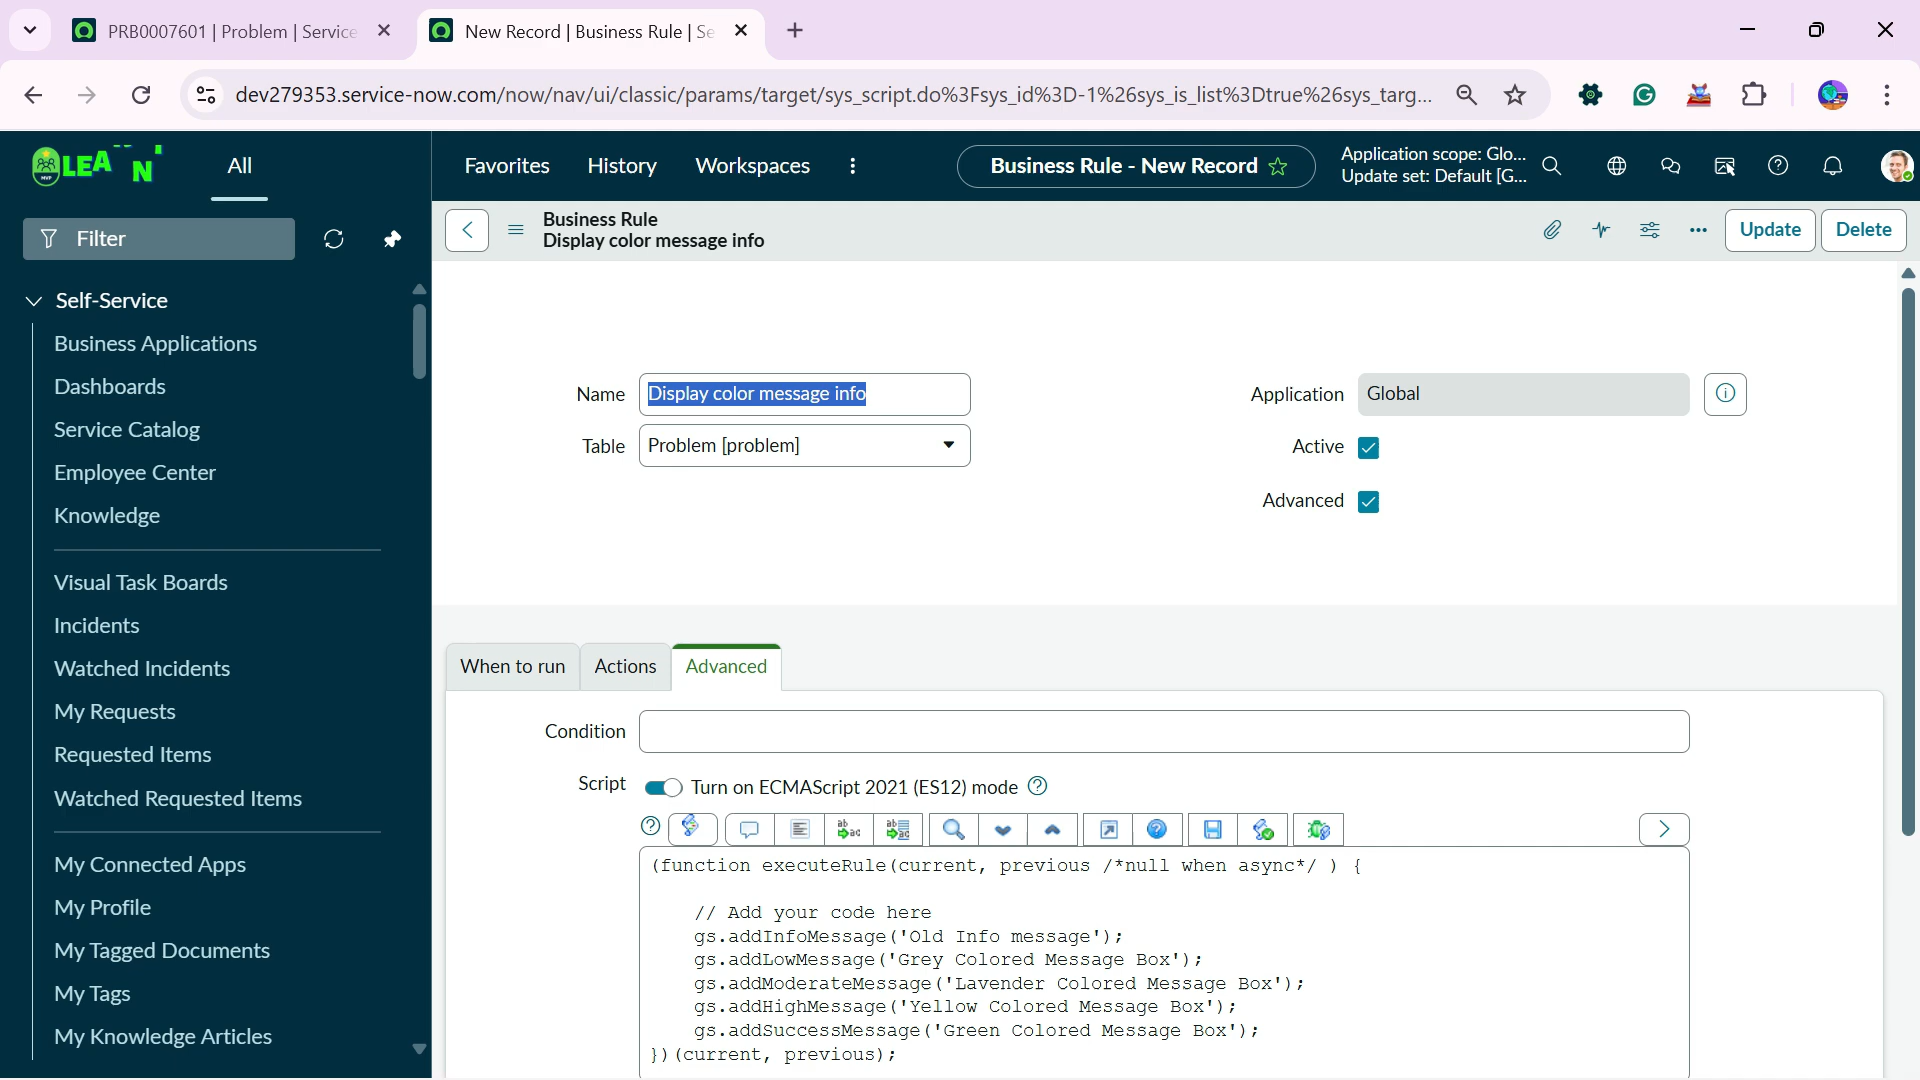 PRB0007601 | Problem | Service
New Record | Business Rule | Se
dev279353.service-now.com/now/nav/ui/classic/params/target/sys_script.do%3Fsys_id%3D-1%26sys_is_list%3Dtrue%26sys_targ...
LEARN
All
Favorites
History
Workspaces
Business Rule - New Record
Application scope: Glo...
Update set: Default [G...
Filter
Business Rule
Display color message info
Update
Delete
Self-Service
Business Applications
Dashboards
Service Catalog
Employee Center
Knowledge
Visual Task Boards
Incidents
Watched Incidents
My Requests
Requested Items
Watched Requested Items
My Connected Apps
My Profile
My Tagged Documents
My Tags
My Knowledge Articles
Name
Display color message info
Application
Global
Table
Problem [problem]
Active
Advanced
When to run
Actions
Advanced
Condition
Script
Turn on ECMAScript 2021 (ES12) mode
(function executeRule(current, previous /*null when async*/ ) {
// Add your code here
gs.addInfoMessage('Old Info message');
gs.addLowMessage('Grey Colored Message Box');
gs.addModerateMessage('Lavender Colored Message Box');
gs.addHighMessage('Yellow Colored Message Box');
gs.addSuccessMessage('Green Colored Message Box');
})(current, previous);